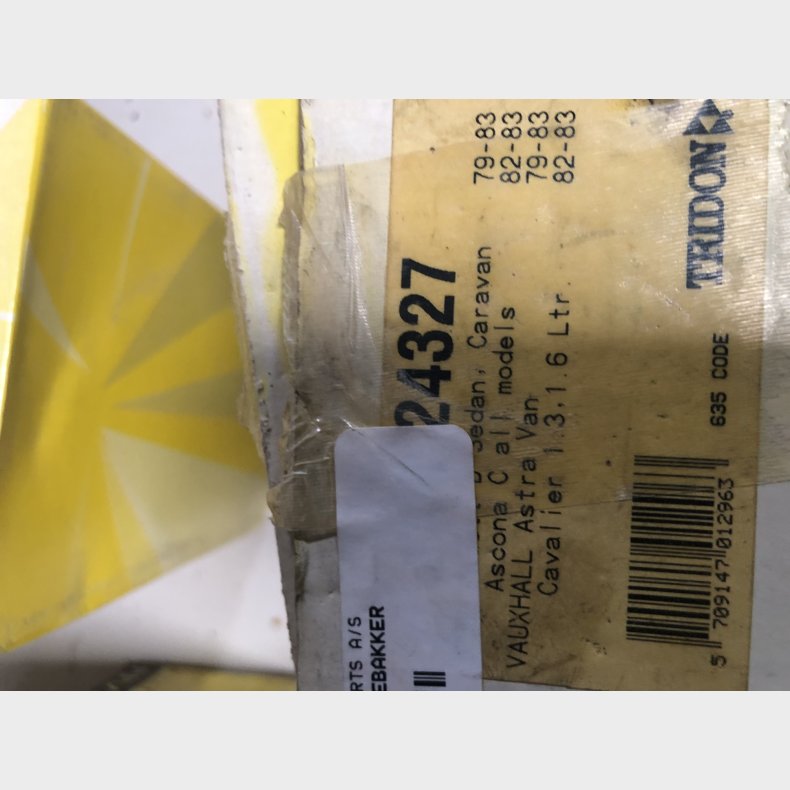 24327
Sedan, Caravan 79-83
Ascona C all models 82-83
VAUXHALL Astra Van 79-83
Cavalier 1.3,1.6 Ltr. 82-83
635 CODE TRIDON
5 709147 012963
RTS A/S
EBAKKER